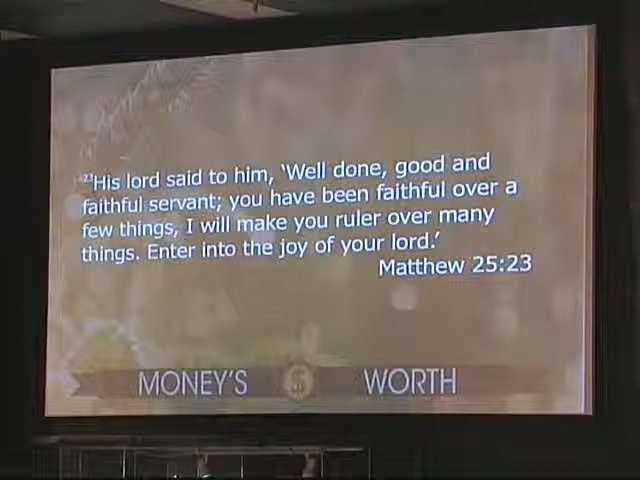 23His lord said to him, 'Well done, good and
faithful servant; you have been faithful over a
few things, I will make you ruler over many
things. Enter into the joy of your lord.'
Matthew 25:23
MONEY'S $ WORTH